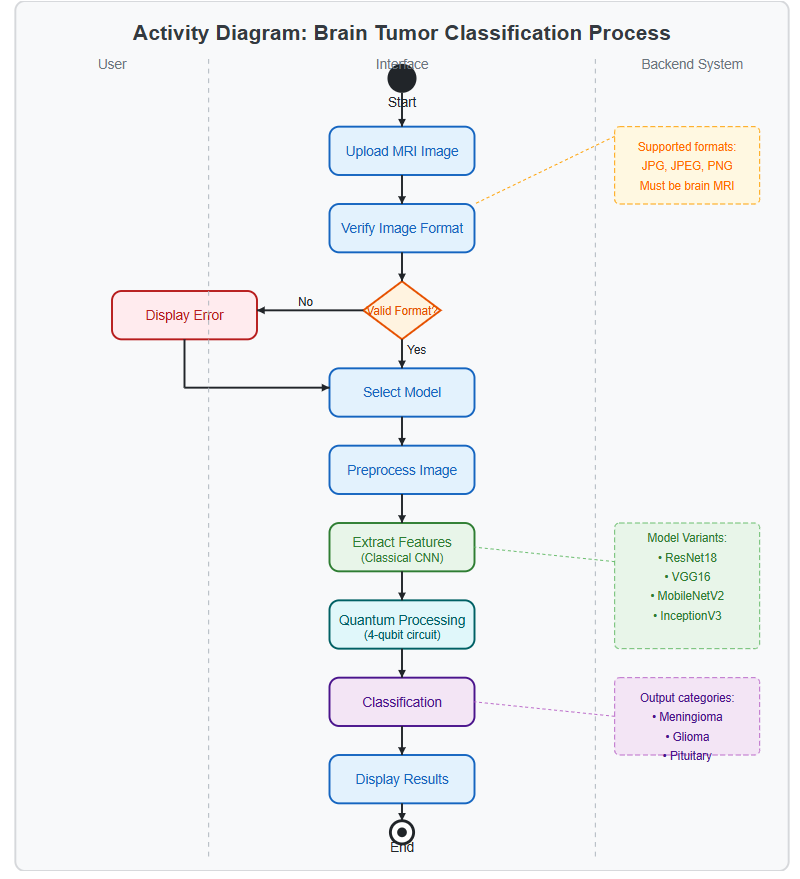 Activity Diagram: Brain Tumor Classification Process
User
Interface
Backend System
Start
Upload MRI Image
Supported formats:
JPG, JPEG, PNG
Must be brain MRI
Verify Image Format
Valid Format?
No
Display Error
Yes
Select Model
Preprocess Image
Extract Features
(Classical CNN)
Model Variants:
• ResNet18
• VGG16
• MobileNetV2
• InceptionV3
Quantum Processing
(4-qubit circuit)
Classification
Output categories:
• Meningioma
• Glioma
• Pituitary
Display Results
End